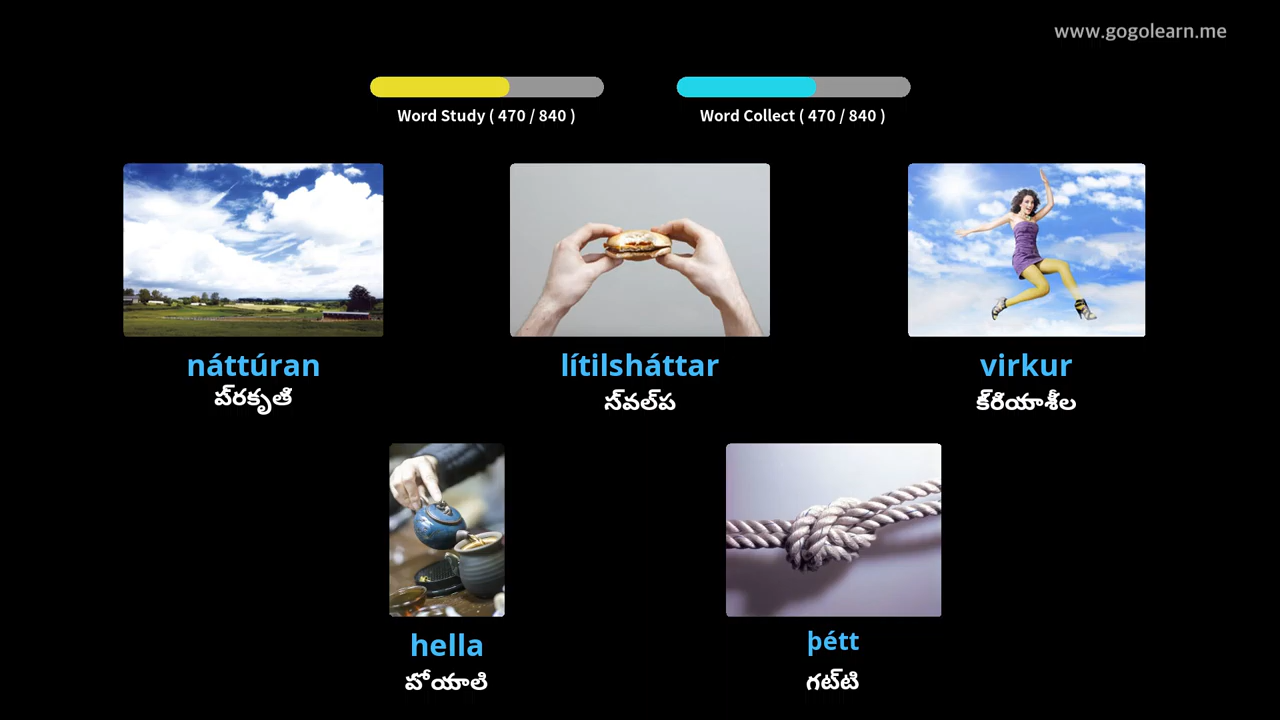 www.gogolearn.me
Word Study ( 470 / 840 )
Word Collect ( 470 / 840 )
náttúran
lítilsháttar
virkur
ప్రకృతి
స్వల్ప
క్రియాశీల
hella
þétt
పోయాలి
గట్టి